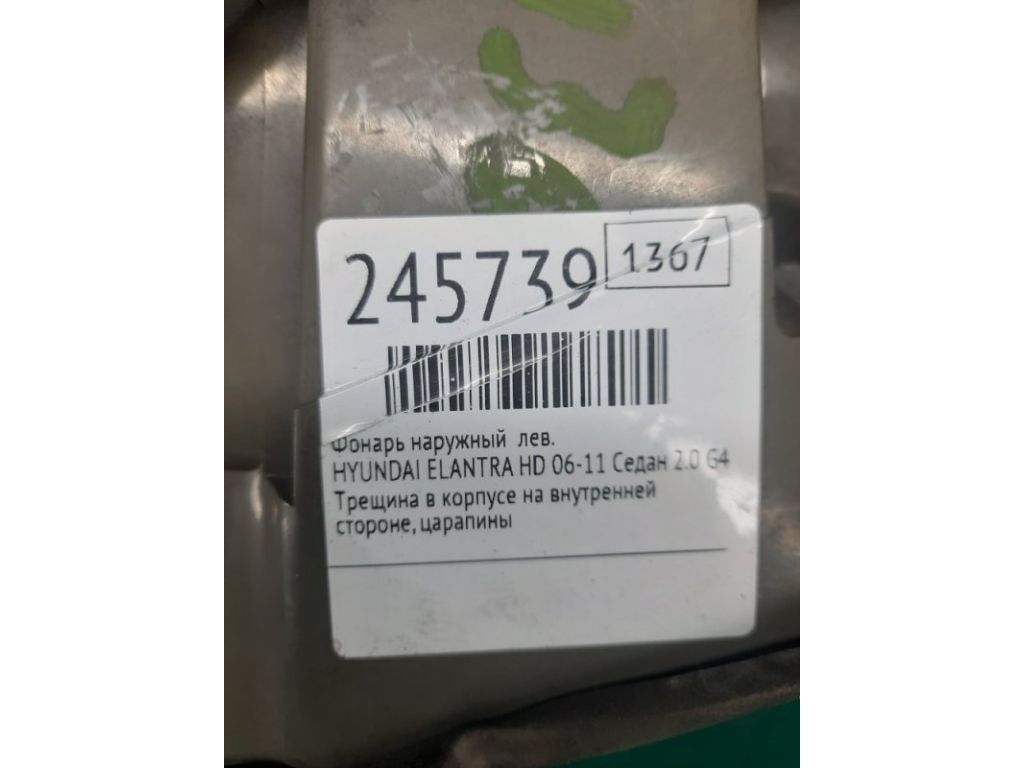 245739
1367
Фонарь наружный лев.
HYUNDAI ELANTRA HD 06-11 Седан 2.0 G4
Трещина в корпусе на внутренней
стороне, царапины